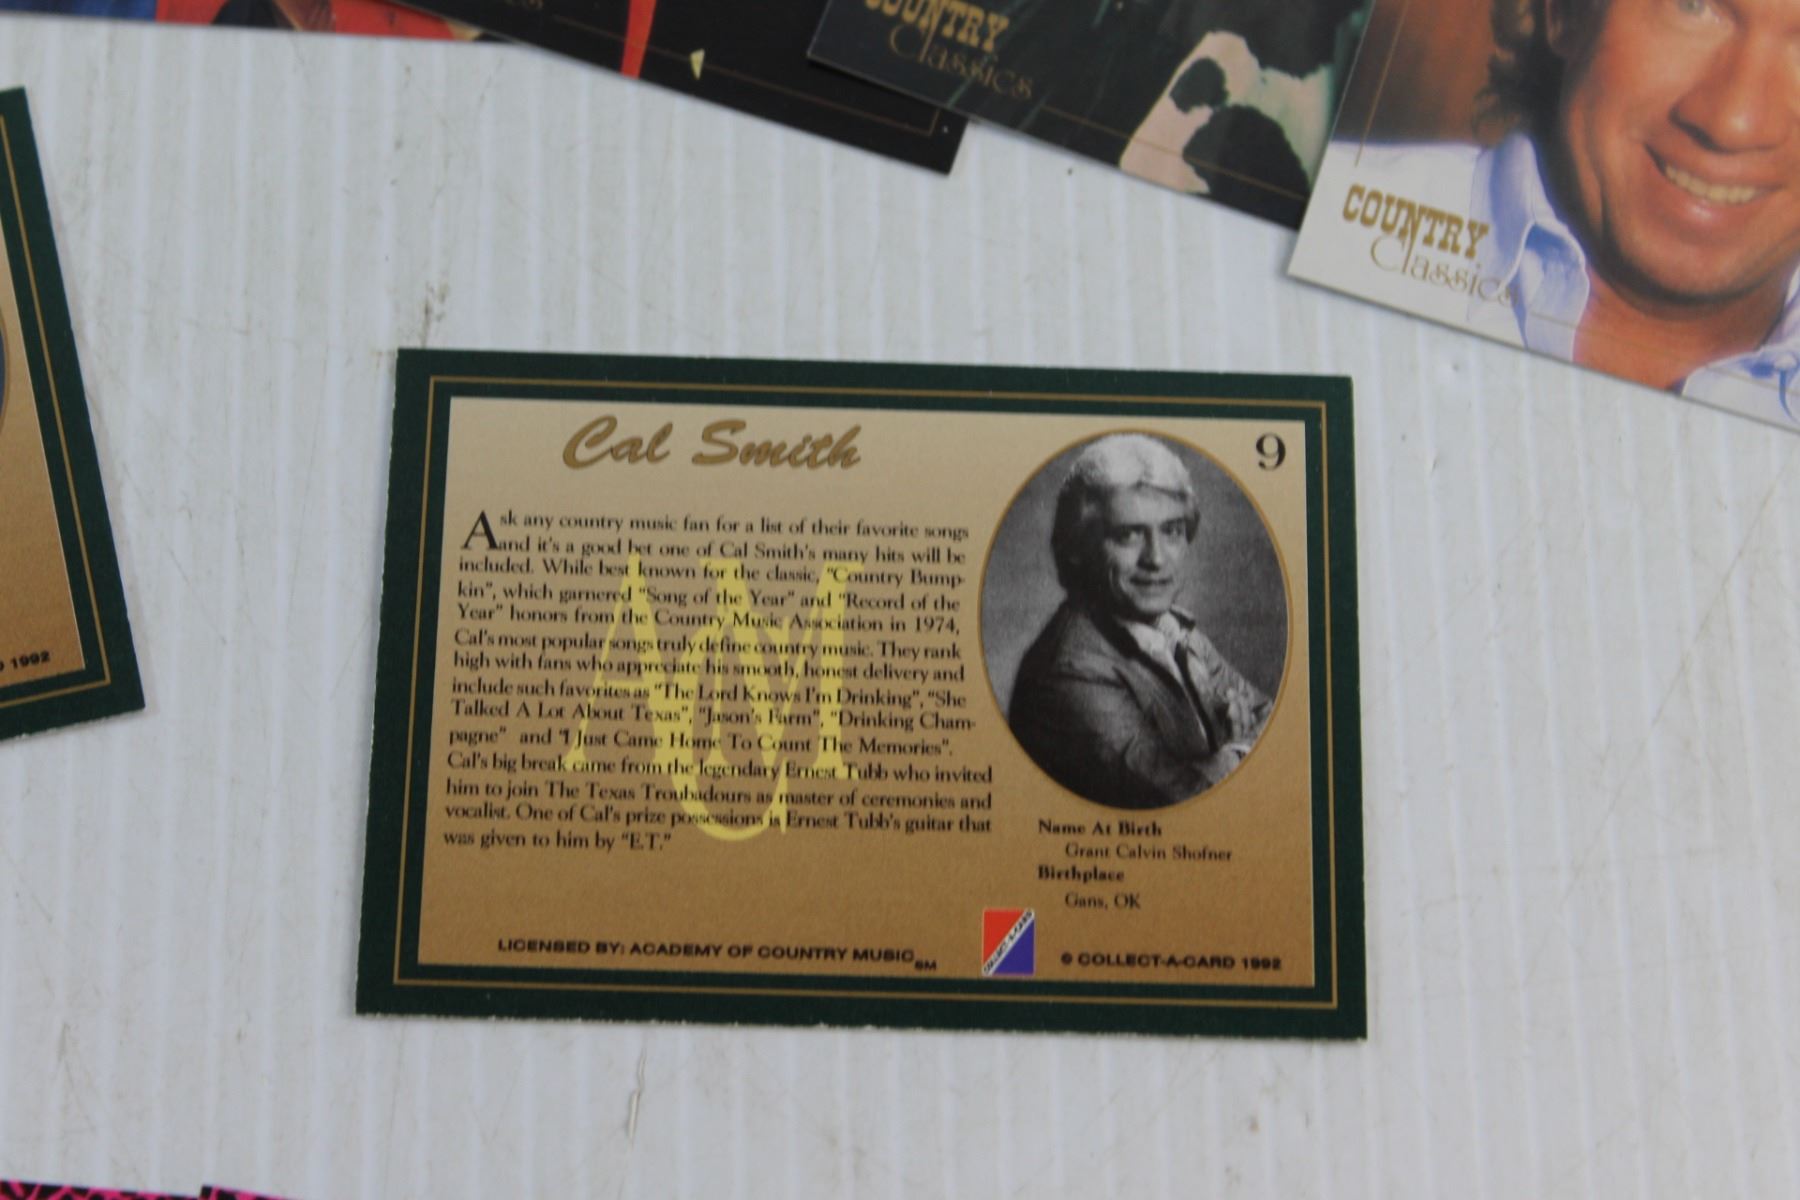 COUNTRY
Classics
COUNTRY
Classics
1992
Cal Smith
9
Ask any country music fan for a list of their favorite songs
and it's a good bet one of Cal Smith's many hits will be
included. While best known for the classic, "Country Bump-
kin", which garnered "Song of the Year" and "Record of the
Year" honors from the Country Music Association in 1974,
Cal's most popular songs truly define country music. They rank
high with fans who appreciate his smooth, honest delivery and
include such favorites as "The Lord Knows I'm Drinking", "She
Talked A Lot About Texas", "Jason's Farm", "Drinking Cham-
pagne" and "I Just Came Home To Count The Memories".
Cal's big break came from the legendary Ernest Tubb who invited
him to join The Texas Troubadours as master of ceremonies and
vocalist. One of Cal's prize possessions is Ernest Tubb's guitar that
was given to him by "E.T."
Name At Birth
Grant Calvin Shofner
Birthplace
Gans, OK
LICENSED BY: ACADEMY OF COUNTRY MUSIC SM
COLLECT-A-CARD
© COLLECT-A-CARD 1992